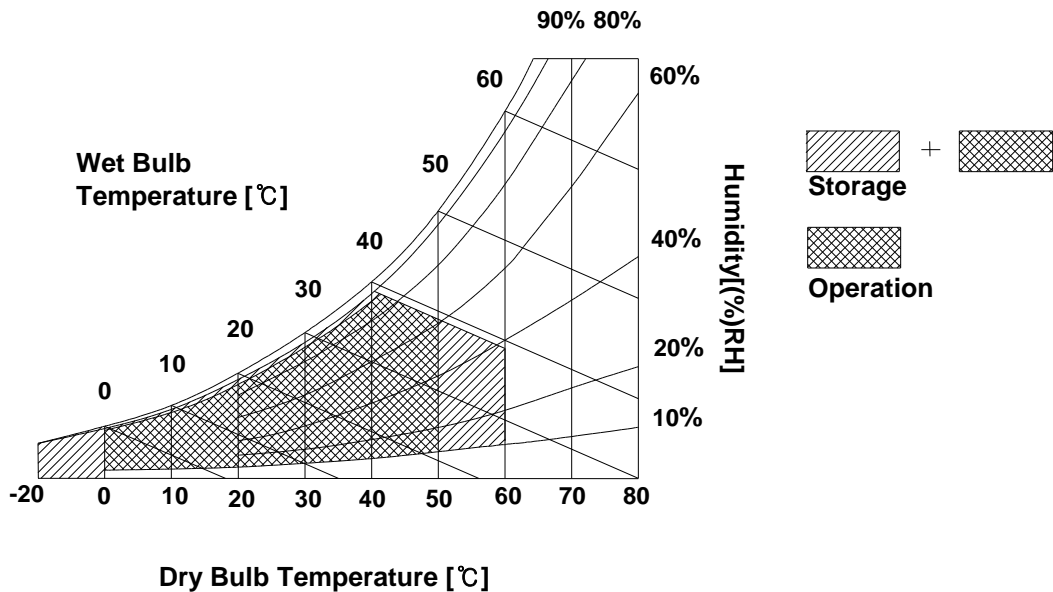 90% 80%
60
60%
50
Wet Bulb
Temperature [℃]
Storage
+
40
40%
Humidity[(%)RH]
30
Operation
20
20%
10
0
10%
-20 0 10 20 30 40 50 60 70 80
Dry Bulb Temperature [℃]